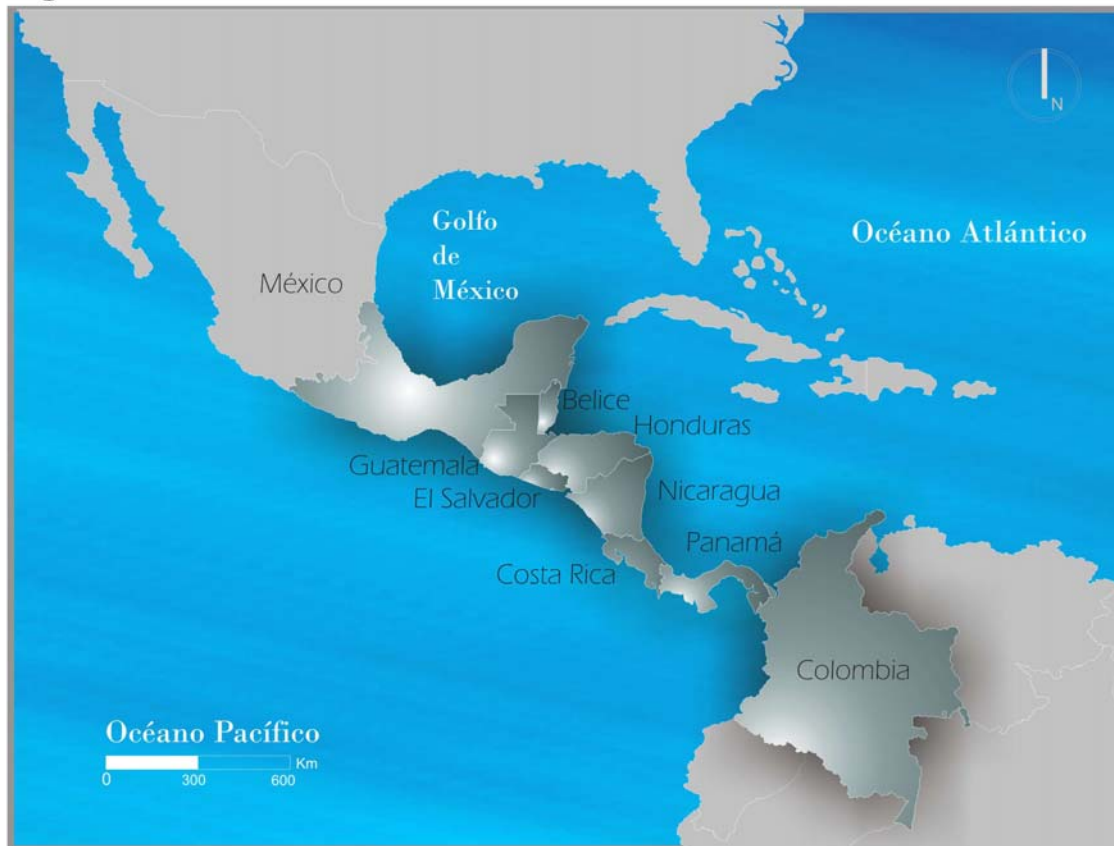 N
Golfo
de
México
Océano Atlántico
México
Belice
Honduras
Guatemala
El Salvador
Nicaragua
Panamá
Costa Rica
Colombia
Océano Pacífico
Km
0 300 600